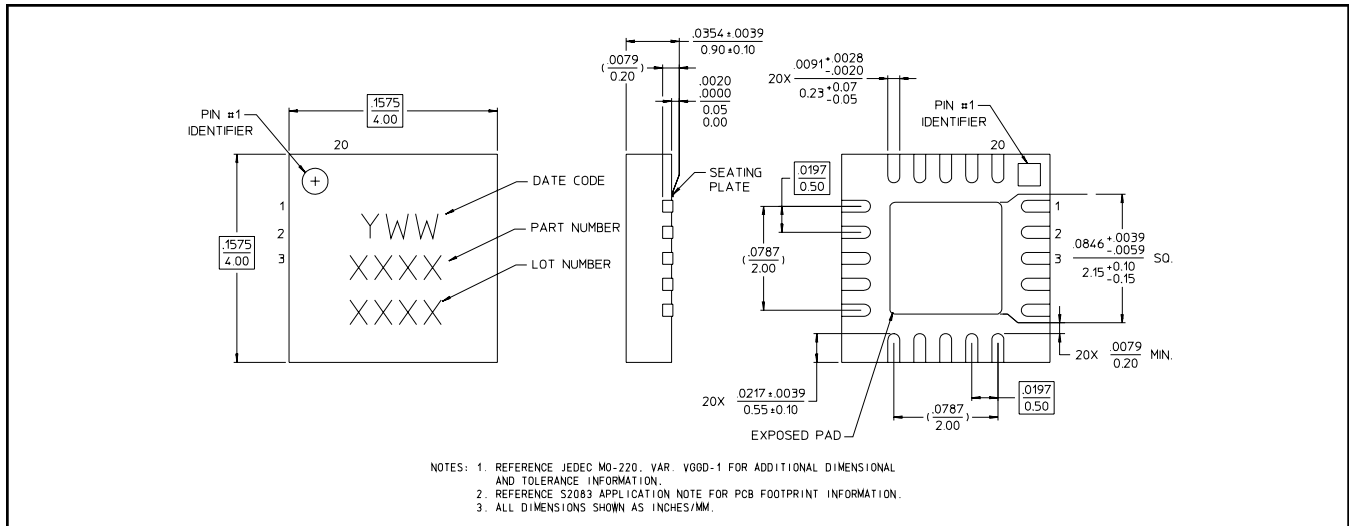 .1575
4.00
PIN #1
IDENTIFIER
20
1
2
3
.1575
4.00
YWW
XXXX
XXXX
DATE CODE
PART NUMBER
LOT NUMBER
.0354 ±.0039
0.90 ±0.10
(.0079
0.20)
.0020
.0000
0.05
0.00
SEATING
PLATE
20X .0091 +.0028
-.0020
0.23 +0.07
-0.05
PIN #1
IDENTIFIER
20
.0197
0.50
(.0787
2.00)
1
2
3
.0846 +.0039
-.0059
2.15 +0.10
-0.15
SQ.
20X .0079
0.20 MIN.
20X .0217 ±.0039
0.55 ±0.10
.0197
0.50
(.0787
2.00)
EXPOSED PAD
NOTES: 1. REFERENCE JEDEC MO-220, VAR. VGGD-1 FOR ADDITIONAL DIMENSIONAL
AND TOLERANCE INFORMATION.
2. REFERENCE S2083 APPLICATION NOTE FOR PCB FOOTPRINT INFORMATION.
3. ALL DIMENSIONS SHOWN AS INCHES/MM.